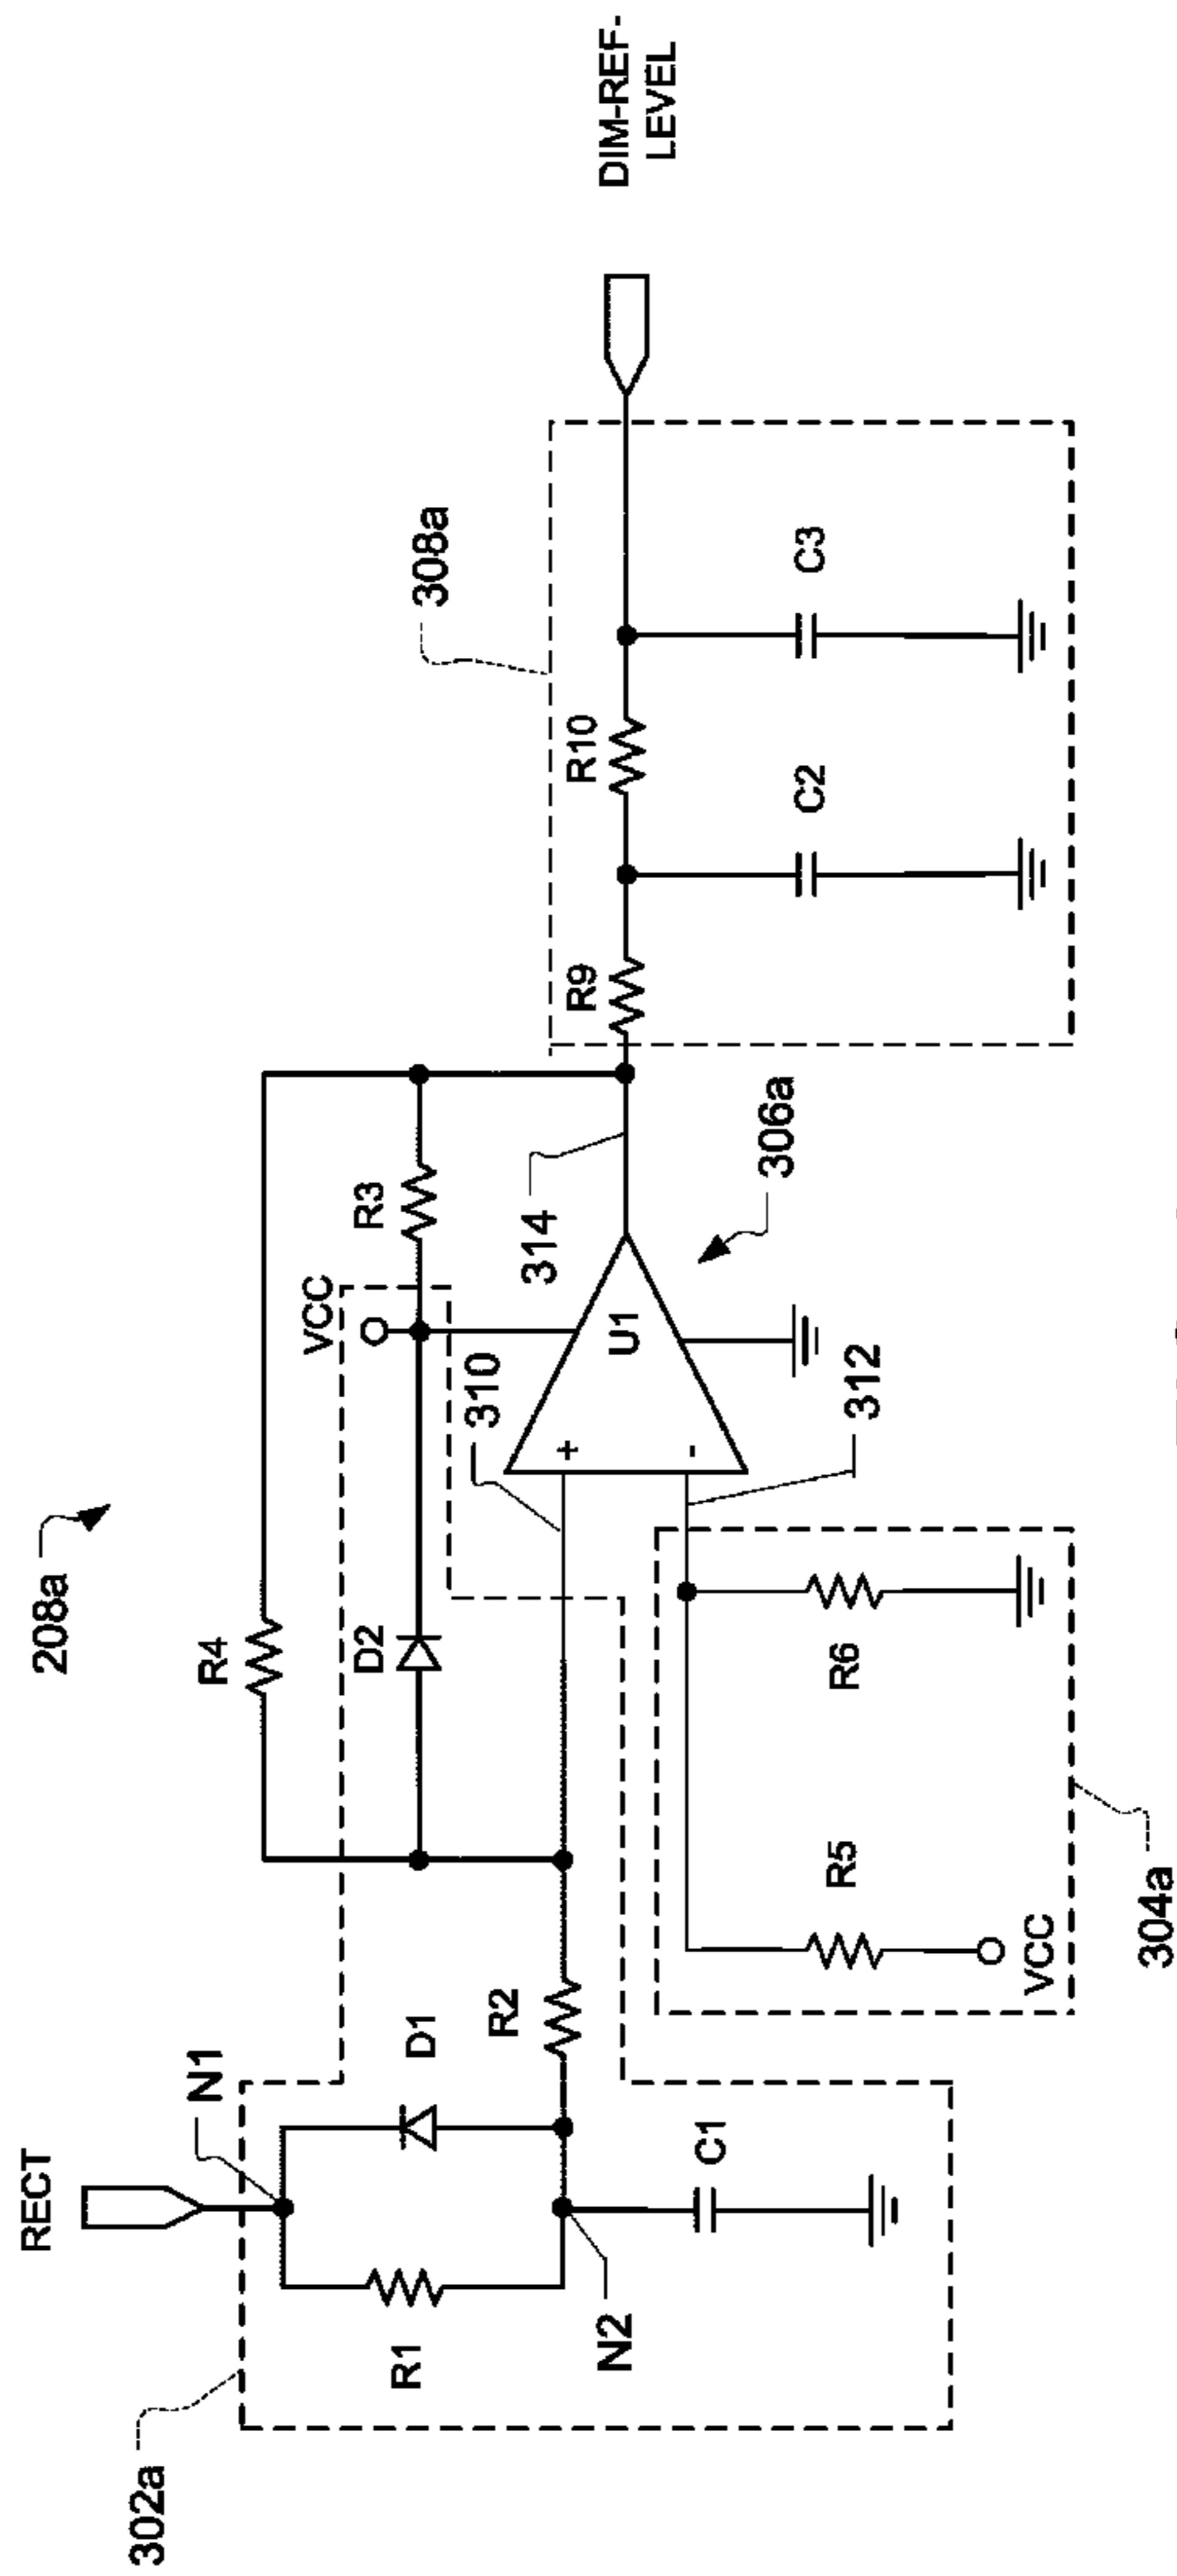 208a
302a
RECT
N1
R1
D1
N2
C1
R2
R4
D2
VCC
R3
310
+
-
U1
312
314
306a
R5
R6
VCC
304a
308a
R9
R10
C2
C3
DIM-REF-
LEVEL